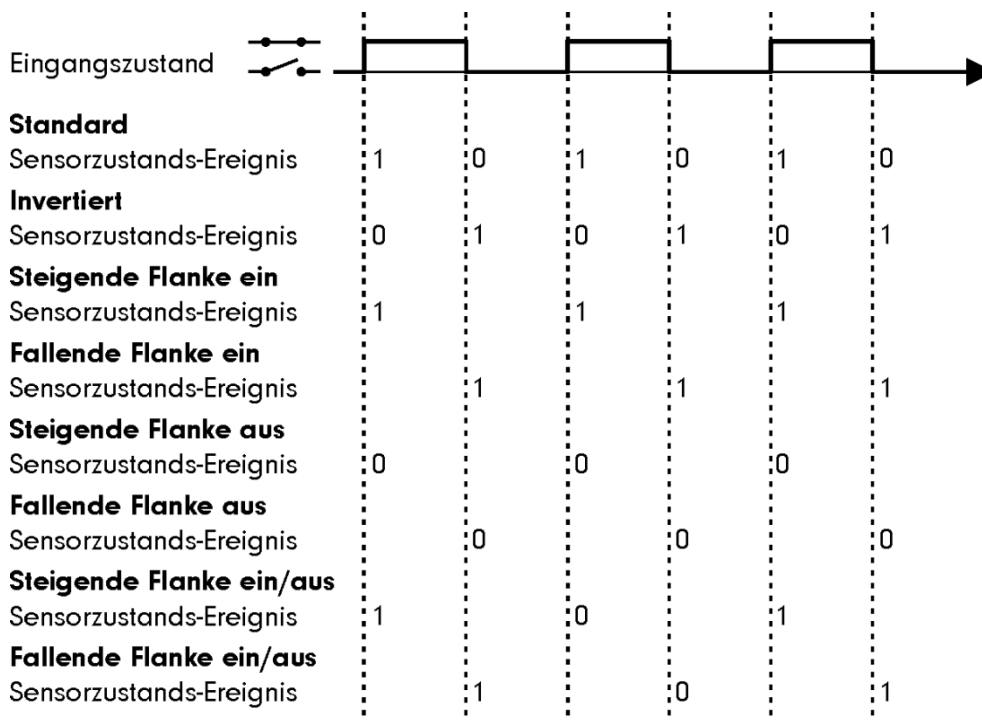 Eingangszustand
Standard
Sensorzustands-Ereignis 1 0 1 0 1 0
Invertiert
Sensorzustands-Ereignis 0 1 0 1 0 1
Steigende Flanke ein
Sensorzustands-Ereignis 1 1 1
Fallende Flanke ein
Sensorzustands-Ereignis 1 1 1
Steigende Flanke aus
Sensorzustands-Ereignis 0 0 0
Fallende Flanke aus
Sensorzustands-Ereignis 0 0 0
Steigende Flanke ein/aus
Sensorzustands-Ereignis 1 0 1
Fallende Flanke ein/aus
Sensorzustands-Ereignis 1 0 1